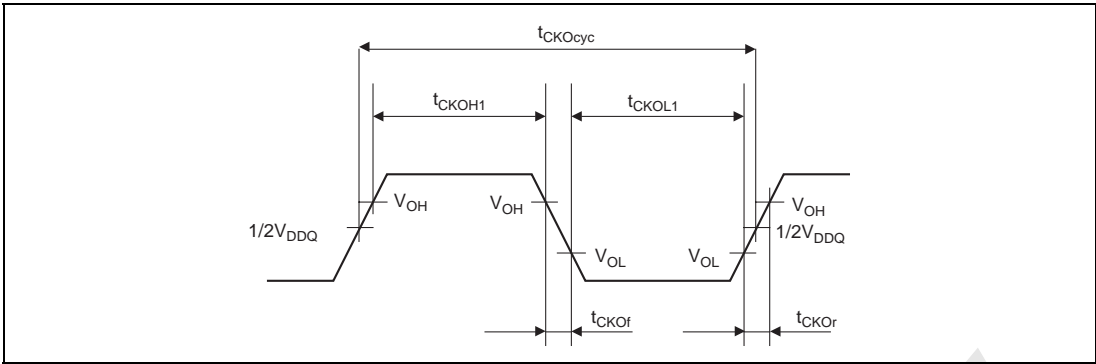 tCKOcyc
tCKOH1 tCKOL1
VOH VOH VOH
1/2VDDQ 1/2VDDQ
VOL VOL
tCKOf tCKOr